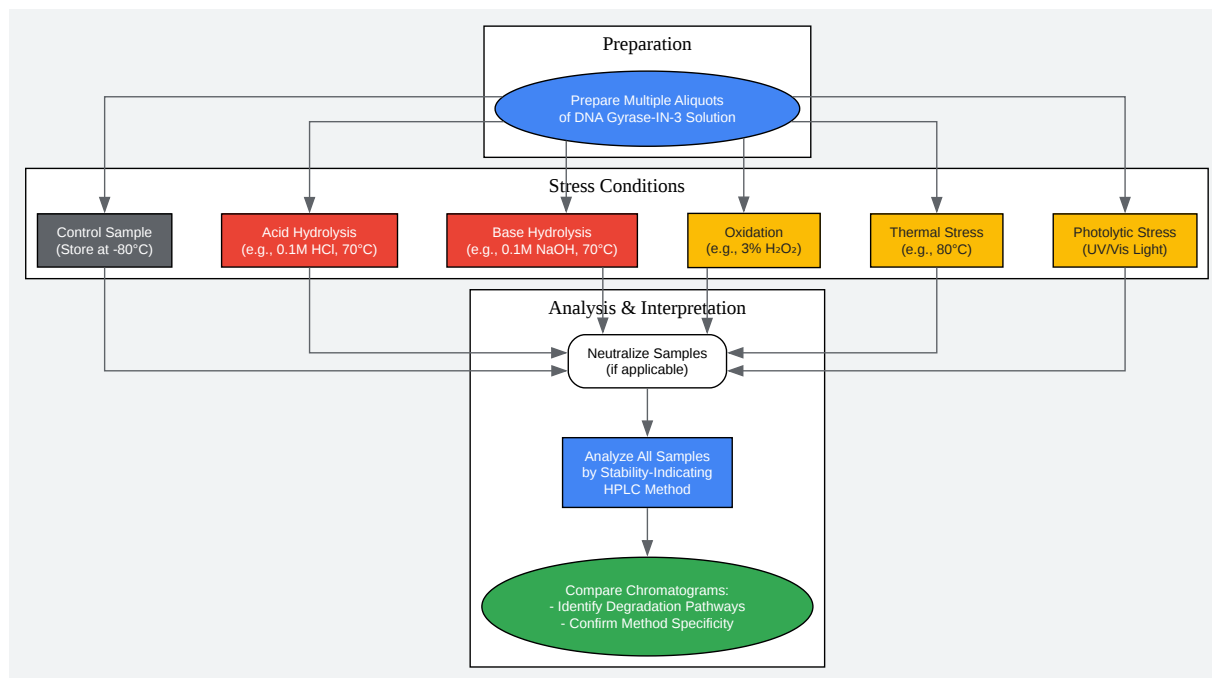 Preparation
Prepare Multiple Aliquots
of DNA Gyrase-IN-3 Solution
Stress Conditions
Control Sample
(Store at -80°C)
Acid Hydrolysis
(e.g., 0.1M HCl, 70°C)
Base Hydrolysis
(e.g., 0.1M NaOH, 70°C)
Oxidation
(e.g., 3% H₂O₂)
Thermal Stress
(e.g., 80°C)
Photolytic Stress
(UV/Vis Light)
Analysis & Interpretation
Neutralize Samples
(if applicable)
Analyze All Samples
by Stability-Indicating
HPLC Method
Compare Chromatograms:
- Identify Degradation Pathways
- Confirm Method Specificity